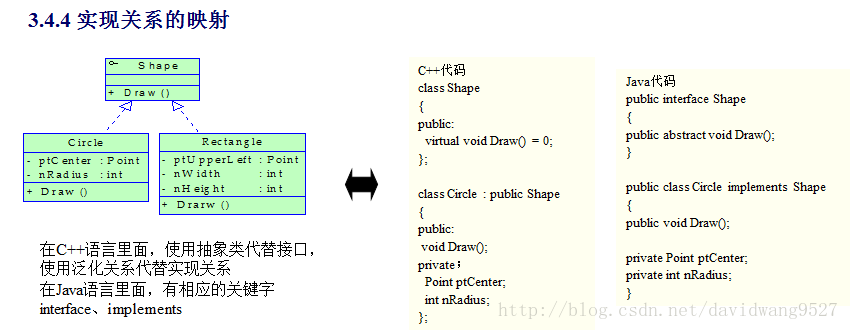 3.4.4 实现关系的映射
Shape
+ Draw ()
Circle
- ptCenter : Point
- nRadius : int
+ Draw ()
Rectangle
- ptUpperLeft : Point
- nWidth : int
- nHeight : int
+ Drarw ()
在C++语言里面，使用抽象类代替接口，
使用泛化关系代替实现关系
在Java语言里面，有相应的关键字
interface、implements
C++代码
class Shape
{
public:
virtual void Draw() = 0;
};
class Circle : public Shape
{
public:
void Draw();
private；
Point ptCenter;
int nRadius;
};
Java代码
public interface Shape
{
public abstract void Draw();
}
public class Circle implements Shape
{
public void Draw();
private Point ptCenter;
private int nRadius;
}
http://blog.csdn.net/davidwang9527